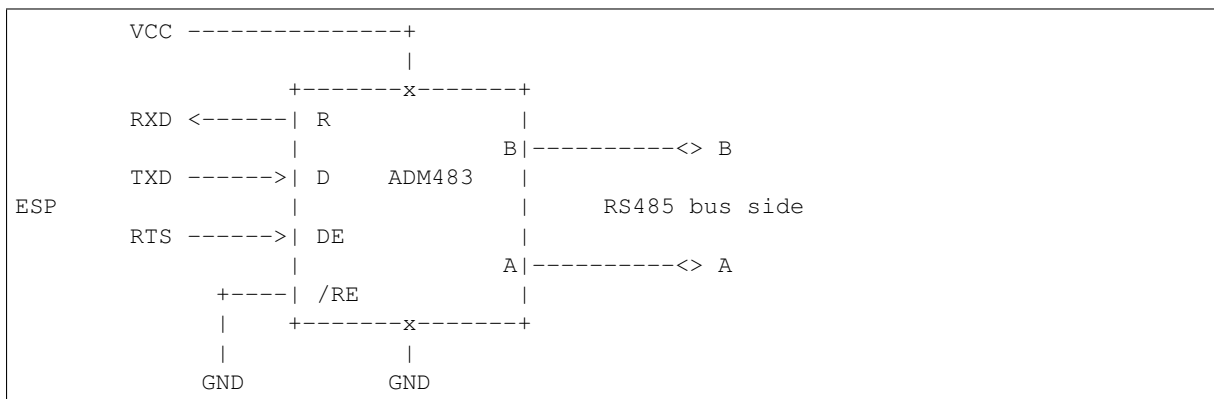 VCC ---------------+
                           |
                   +-------x-------+
        RXD <------| R             |
                   |              B|----------<> B
        TXD ------>| D    ADM483   |
ESP                |               |     RS485 bus side
        RTS ------>| DE            |
                   |              A|----------<> A
              +----| /RE           |
              |    +-------x-------+
              |            |
             GND          GND